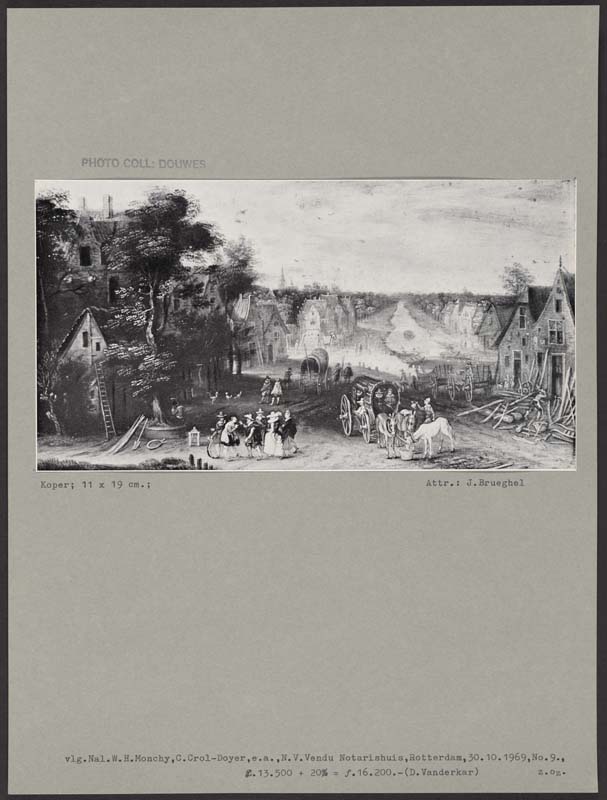 PHOTO COLL: DOUWES
Koper; 11 x 19 cm.;
Attr.: J.Brueghel
vlg.Nal.W.H.Monchy,C.Crol-Doyer,e.a.,N.V.Vendu Notarishuis,Rotterdam,30.10.1969,No.9.,
ƒ.13.500 + 20% = ƒ.16.200.-(D.Vanderkar)
z.oz.